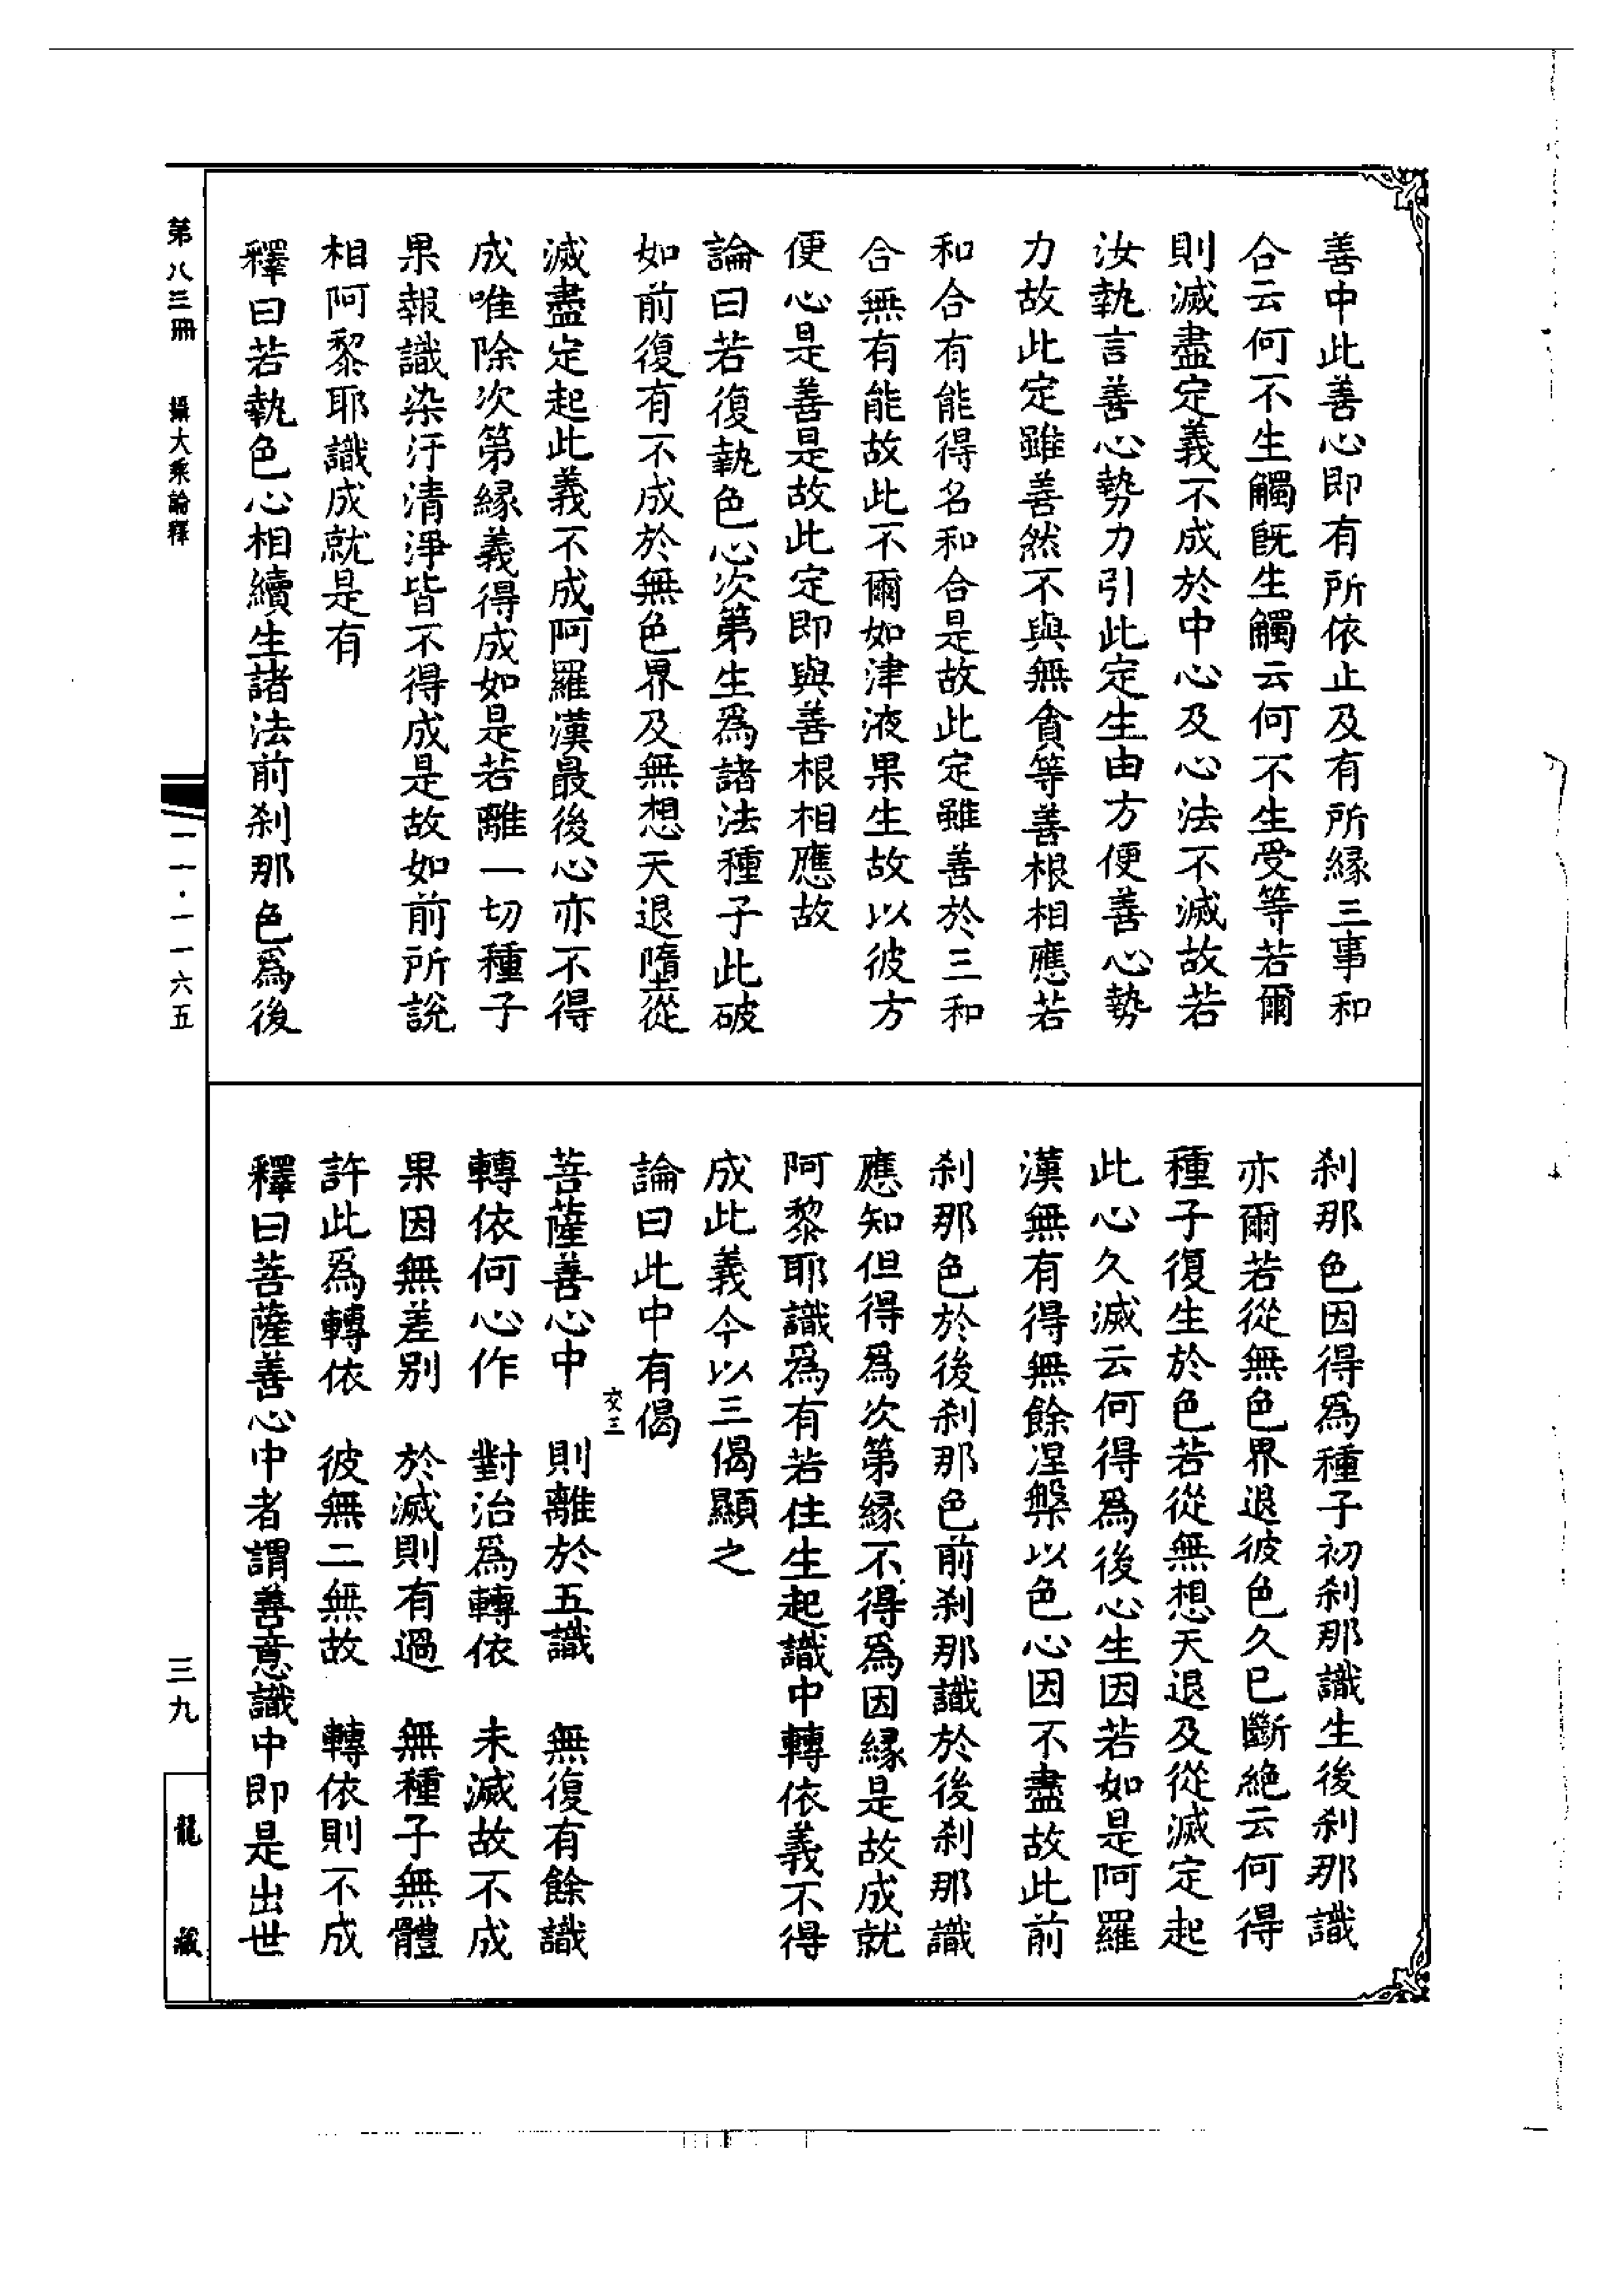 善中此善心即有所依止及有所緣三事和
合云何不生觸旣生觸云何不生受等若爾
則滅盡定義不成於中心及心法不滅故若
汝執言善心勢力引此定生由方便善心勢
力故此定雖善然不與無貪等善根相應若
和合有能得名和合是故此定雖善於三和
合無有能故此不爾如津液果生故以彼方
便心是善是故此定即與善根相應故
論曰若復執色心次第生爲諸法種子此破
如前復有不成於無色界及無想天退墮從
滅盡定起此義不成阿羅漢最後心亦不得
成唯除次第緣義得成如是若離一切種子
果報識染汙清淨皆不得成是故如前所說
相阿黎耶識成就是有
釋曰若執色心相續生諸法前刹那色爲後
刹那色因得爲種子初刹那識生後刹那識
亦爾若從無色界退彼色久已斷絶云何得
種子復生於色若從無想天退及從滅定起
此心久滅云何得爲後心生因若如是阿羅
漢無有得無餘涅槃以色心因不盡故此前
刹那色於後刹那色前刹那識於後刹那識
應知但得爲次第緣不得爲因緣是故成就
阿黎耶識爲有若住生起識中轉依義不得
成此義今以三偈顯之
論曰此中有偈
交三
菩薩善心中　則離於五識　無復有餘識
轉依何心作　對治爲轉依　未滅故不成
果因無差別　於滅則有過　無種子無體
許此爲轉依　彼無二無故　轉依則不成
釋曰菩薩善心中者謂善意識中即是出世
第八三冊　攝大乘論釋
一一·一一六五
三九
龍藏